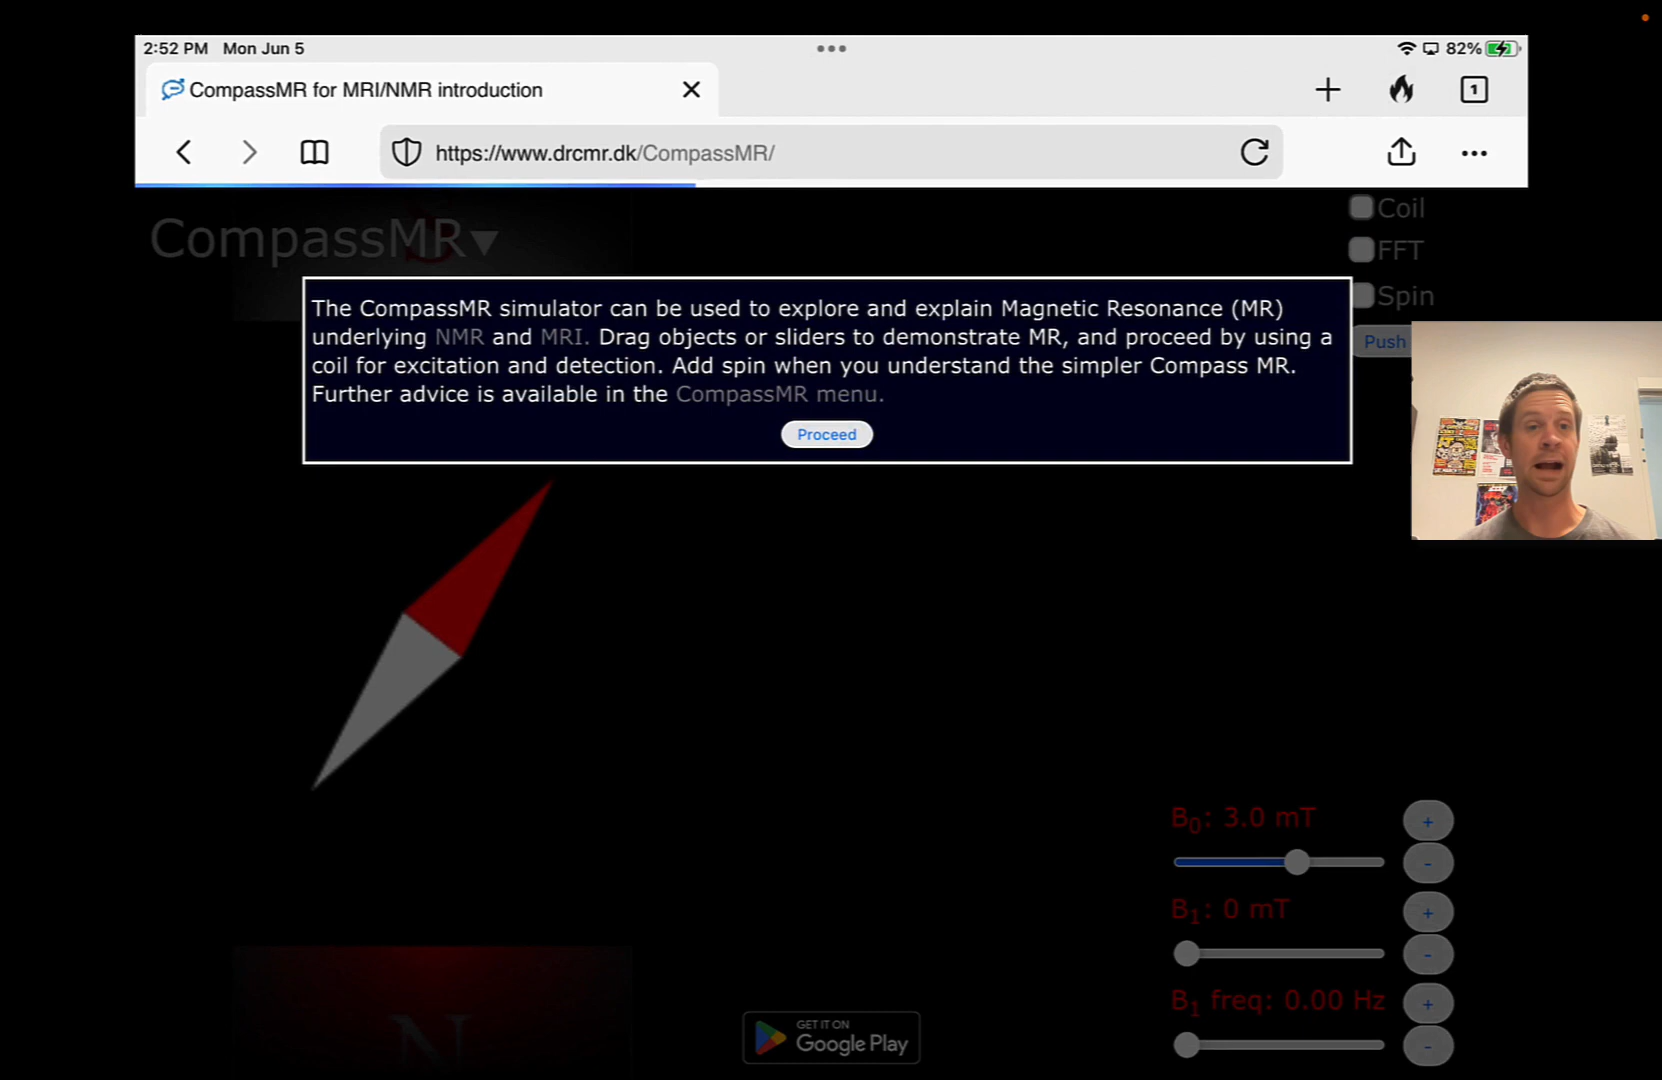 2:52 PM Mon Jun 5
82%
CompassMR for MRI/NMR introduction
1
https://www.drcmr.dk/CompassMR/
CompassMR▼
Coil
FFT
Spin
Push
The CompassMR simulator can be used to explore and explain Magnetic Resonance (MR)
underlying NMR and MRI. Drag objects or sliders to demonstrate MR, and proceed by using a
coil for excitation and detection. Add spin when you understand the simpler Compass MR.
Further advice is available in the CompassMR menu.
Proceed
B₀: 3.0 mT
+
-
B₁: 0 mT
+
-
B₁ freq: 0.00 Hz
+
-
N
GET IT ON
Google Play